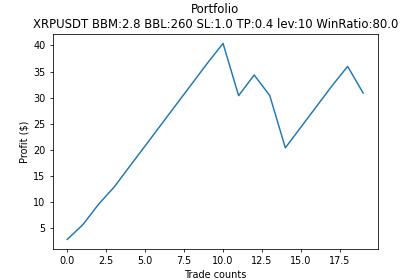 Portfolio
XRPUSDT BBM:2.8 BBL:260 SL:1.0 TP:0.4 lev:10 WinRatio:80.0
40
35
30
25
20
15
10
5
Profit ($)
0.0 2.5 5.0 7.5 10.0 12.5 15.0 17.5
Trade counts